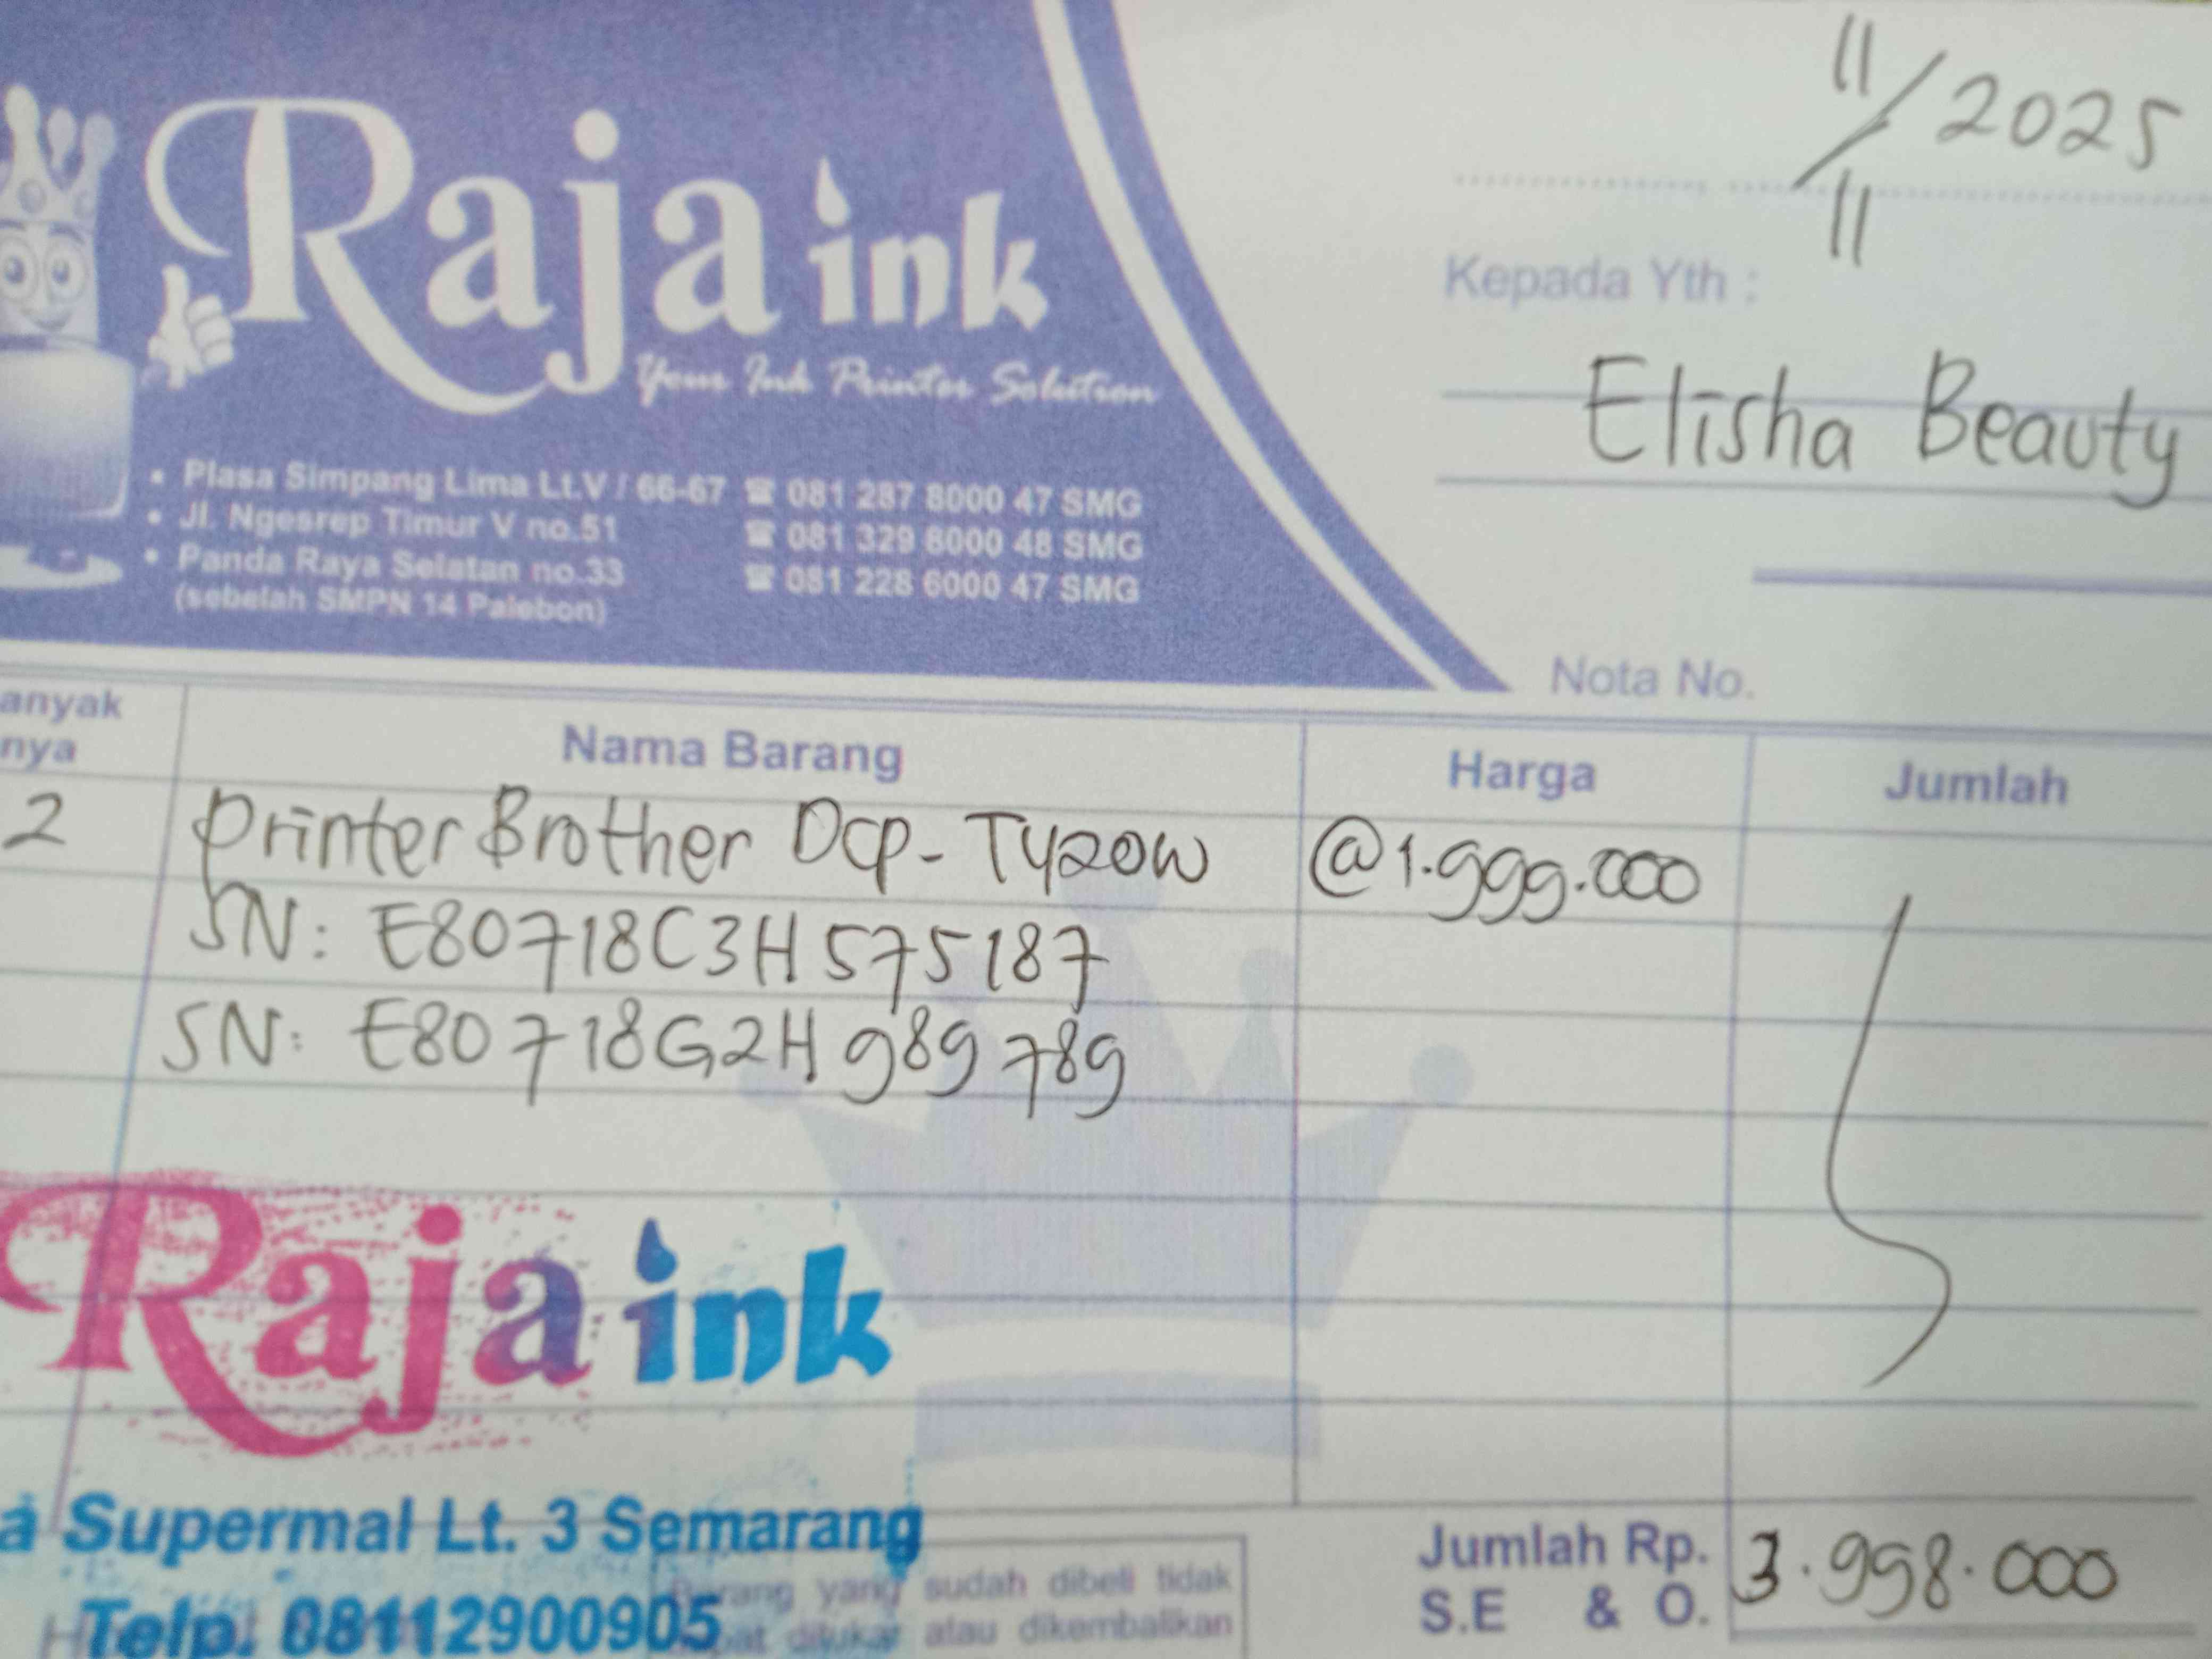 Raja ink
Your Ink Printer Solution
• Plasa Simpang Lima Lt.V / 66-67 ☎ 081 287 8000 47 SMG
• Jl. Ngesrep Timur V no.51 ☎ 081 329 8000 48 SMG
• Panda Raya Selatan no.33 ☎ 081 228 6000 47 SMG
(sebelah SMPN 14 Palebon)
11/11/2025
Kepada Yth :
Elisha Beauty
Nota No.
anyak
nya
Nama Barang
Harga
Jumlah
2 Printer Brother Dcp-T420W @1.999.000
SN: E80718C3H575187
SN: E80718G2H989789
Raja ink
a Supermal Lt. 3 Semarang
Telp. 08112900905
yang sudah dibeli tidak
ditukar atau dikembalikan
Jumlah Rp. 3.998.000
S.E & O.